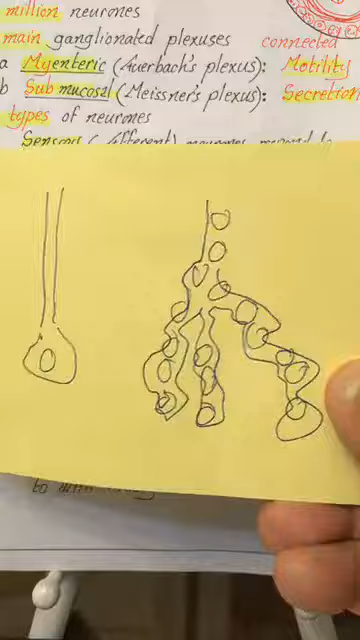 million neurones
main ganglionated plexuses connected
a Myenteric (Auerbach's plexus): Motility
b Submucosal (Meissner's plexus): Secretion
types of neurones